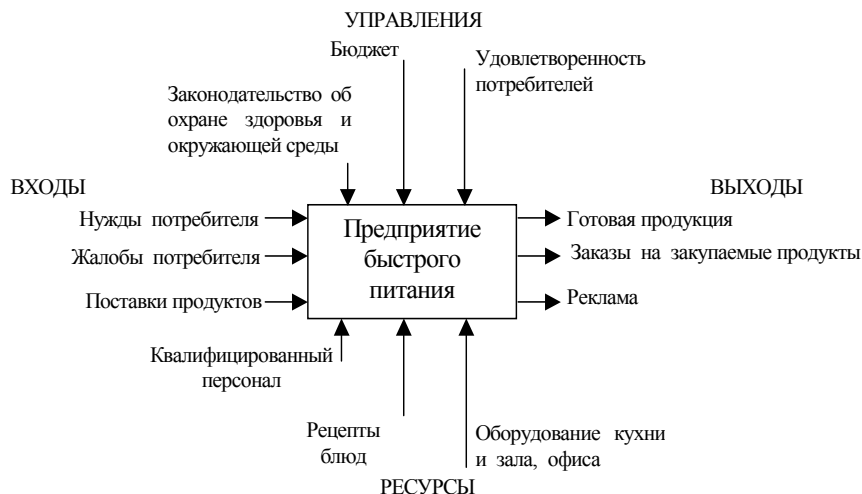 УПРАВЛЕНИЯ
Бюджет
Удовлетворенность
потребителей
Законодательство об
охране здоровья и
окружающей среды
ВХОДЫ
ВЫХОДЫ
Нужды потребителя
Жалобы потребителя
Поставки продуктов
Предприятие
быстрого
питания
Готовая продукция
Заказы на закупаемые продукты
Реклама
Квалифицированный
персонал
Рецепты
блюд
Оборудование кухни
и зала, офиса
РЕСУРСЫ